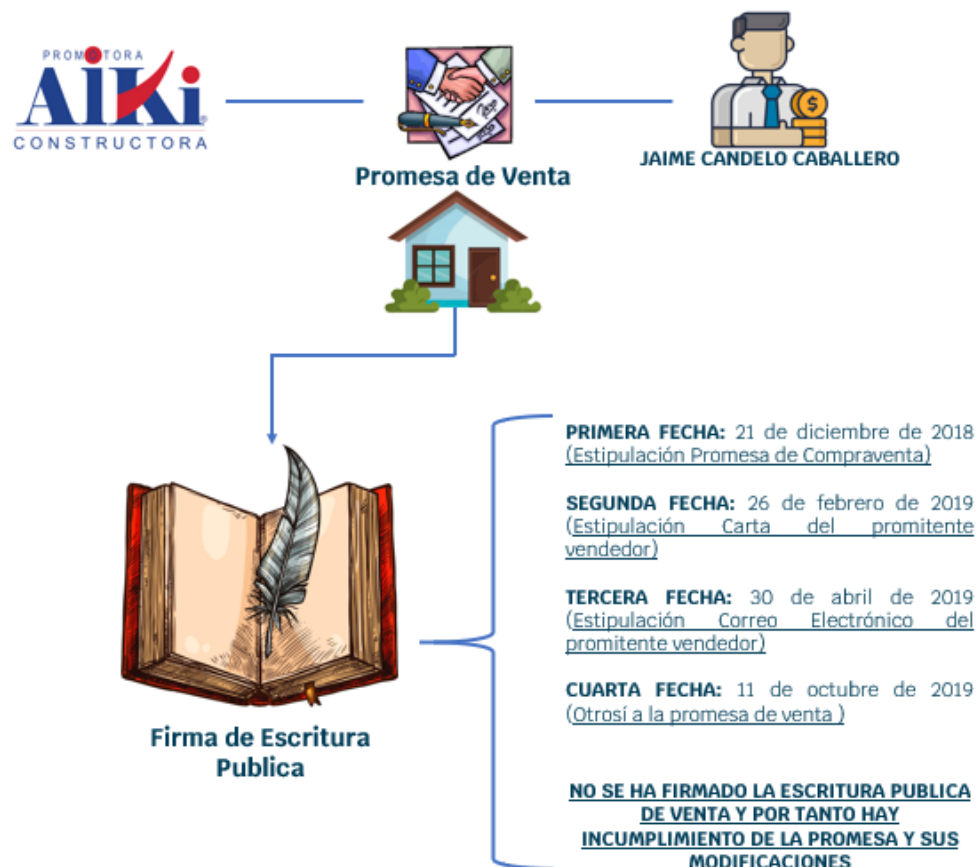 PROMOTORA
AiKi
CONSTRUCTORA
Promesa de Venta
JAIME CANDELO CABALLERO
PRIMERA FECHA: 21 de diciembre de 2018
(Estipulación Promesa de Compraventa)
SEGUNDA FECHA: 26 de febrero de 2019
(Estipulación Carta del promitente
vendedor)
TERCERA FECHA: 30 de abril de 2019
(Estipulación Correo Electrónico del
promitente vendedor)
CUARTA FECHA: 11 de octubre de 2019
(Otrosí a la promesa de venta )
Firma de Escritura
Publica
NO SE HA FIRMADO LA ESCRITURA PUBLICA
DE VENTA Y POR TANTO HAY
INCUMPLIMIENTO DE LA PROMESA Y SUS
MODIFICACIONES